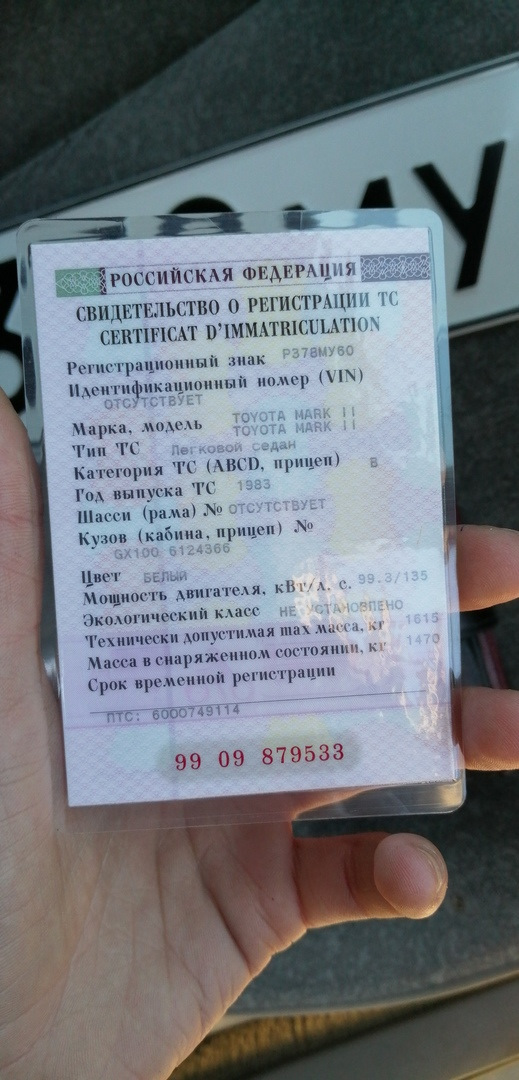 МУ
РОССИЙСКАЯ ФЕДЕРАЦИЯ
СВИДЕТЕЛЬСТВО О РЕГИСТРАЦИИ ТС
CERTIFICAT D'IMMATRICULATION
Регистрационный знак Р378МУ60
Идентификационный номер (VIN)
ОТСУТСТВУЕТ
Марка, модель TOYOTA MARK II
TOYOTA MARK II
Тип ТС Легковой седан
Категория ТС (ABCD, прицеп) B
Год выпуска ТС 1983
Шасси (рама) № ОТСУТСТВУЕТ
Кузов (кабина, прицеп) №
GX100 6124366
Цвет БЕЛЫЙ
Мощность двигателя, кВт/л. с. 99.3/135
Экологический класс НЕ УСТАНОВЛЕНО
Технически допустимая max масса, кг 1615
Масса в снаряженном состоянии, кг 1470
Срок временной регистрации
ПТС: 6000749114
99 09 879533